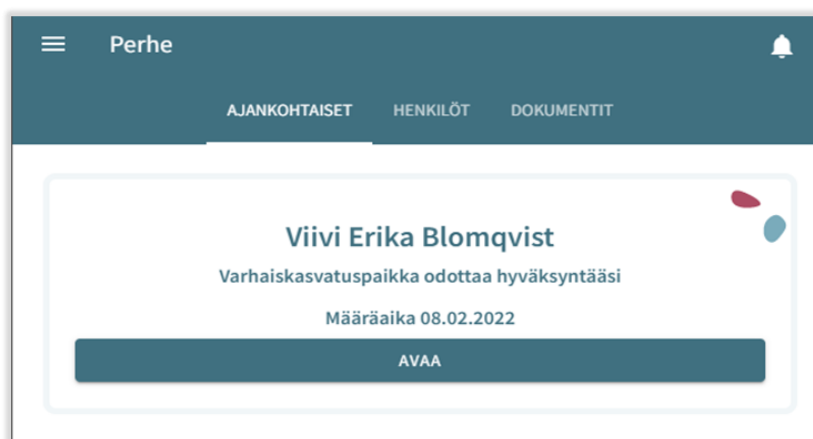 Perhe
AJANKOHTAISET HENKILÖT DOKUMENTIT
Viivi Erika Blomqvist
Varhaiskasvatuspaikka odottaa hyväksyntääsi
Määräaika 08.02.2022
AVAA